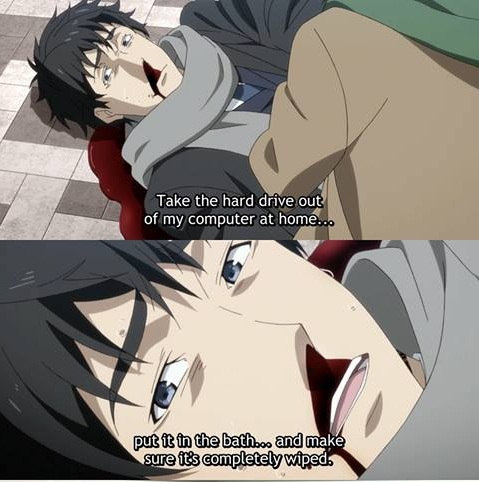 Take the hard drive out
of my computer at home...
put it in the bath... and make
sure it's completely wiped.